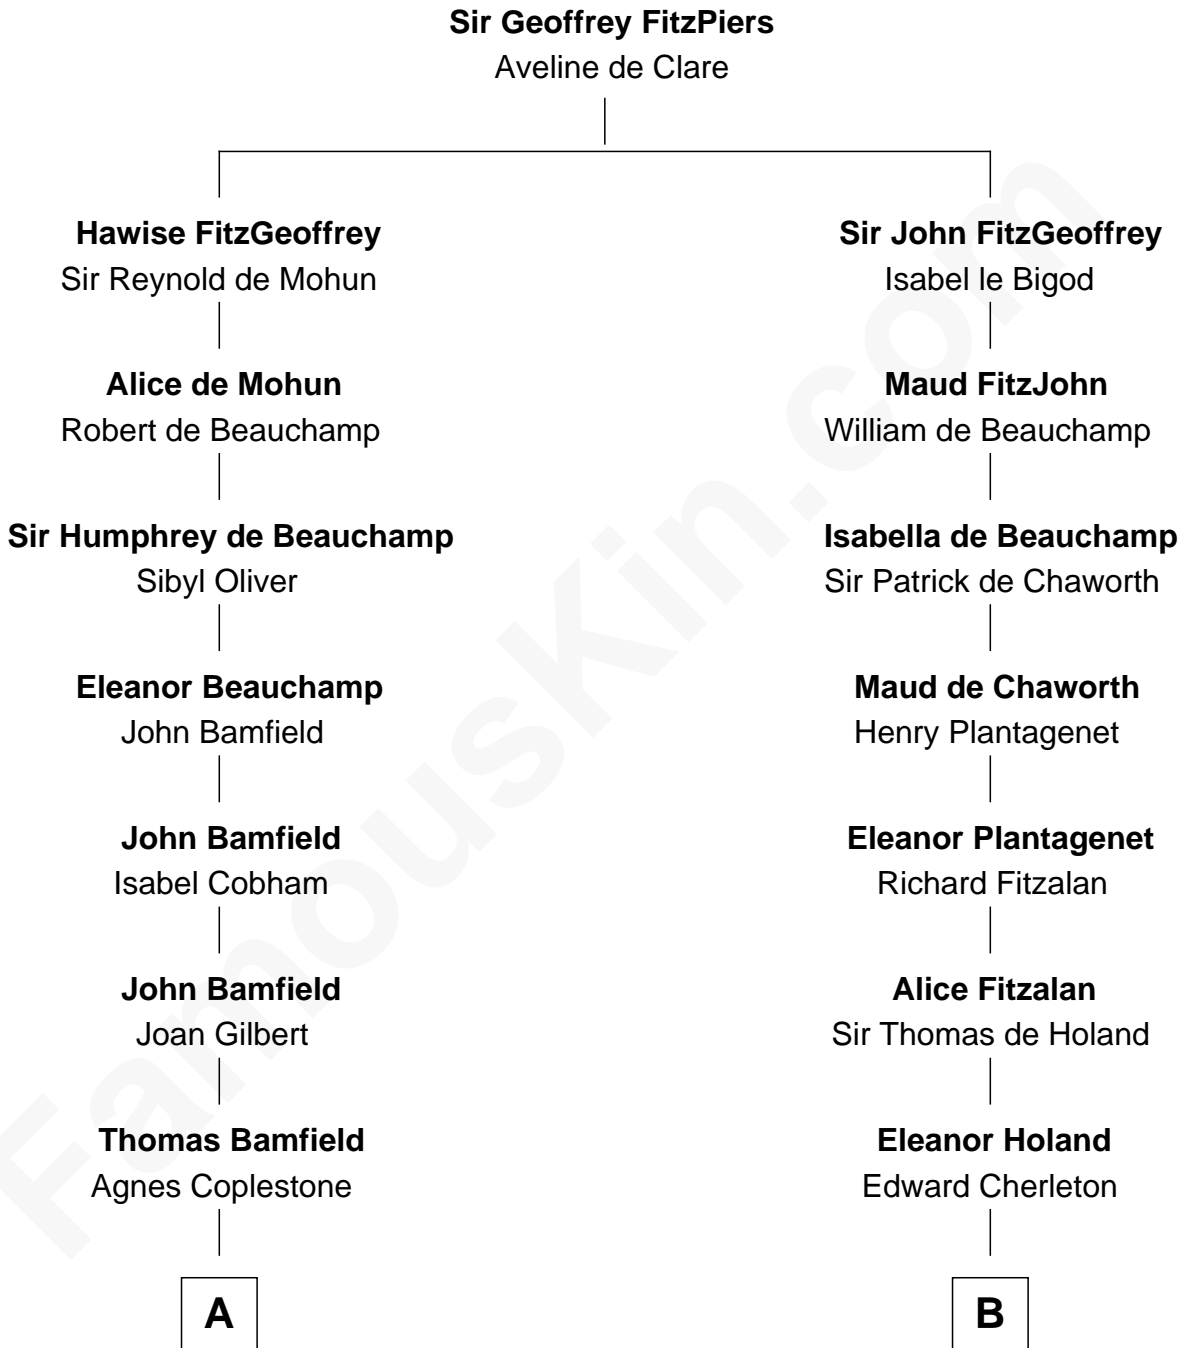 Sir Geoffrey FitzPiers
Aveline de Clare
Hawise FitzGeoffrey
Sir Reynold de Mohun
Alice de Mohun
Robert de Beauchamp
Sir Humphrey de Beauchamp
Sibyl Oliver
Eleanor Beauchamp
John Bamfield
John Bamfield
Isabel Cobham
John Bamfield
Joan Gilbert
Thomas Bamfield
Agnes Coplestone
A
Sir John FitzGeoffrey
Isabel le Bigod
Maud FitzJohn
William de Beauchamp
Isabella de Beauchamp
Sir Patrick de Chaworth
Maud de Chaworth
Henry Plantagenet
Eleanor Plantagenet
Richard Fitzalan
Alice Fitzalan
Sir Thomas de Holand
Eleanor Holand
Edward Cherleton
B
FamousKin.com